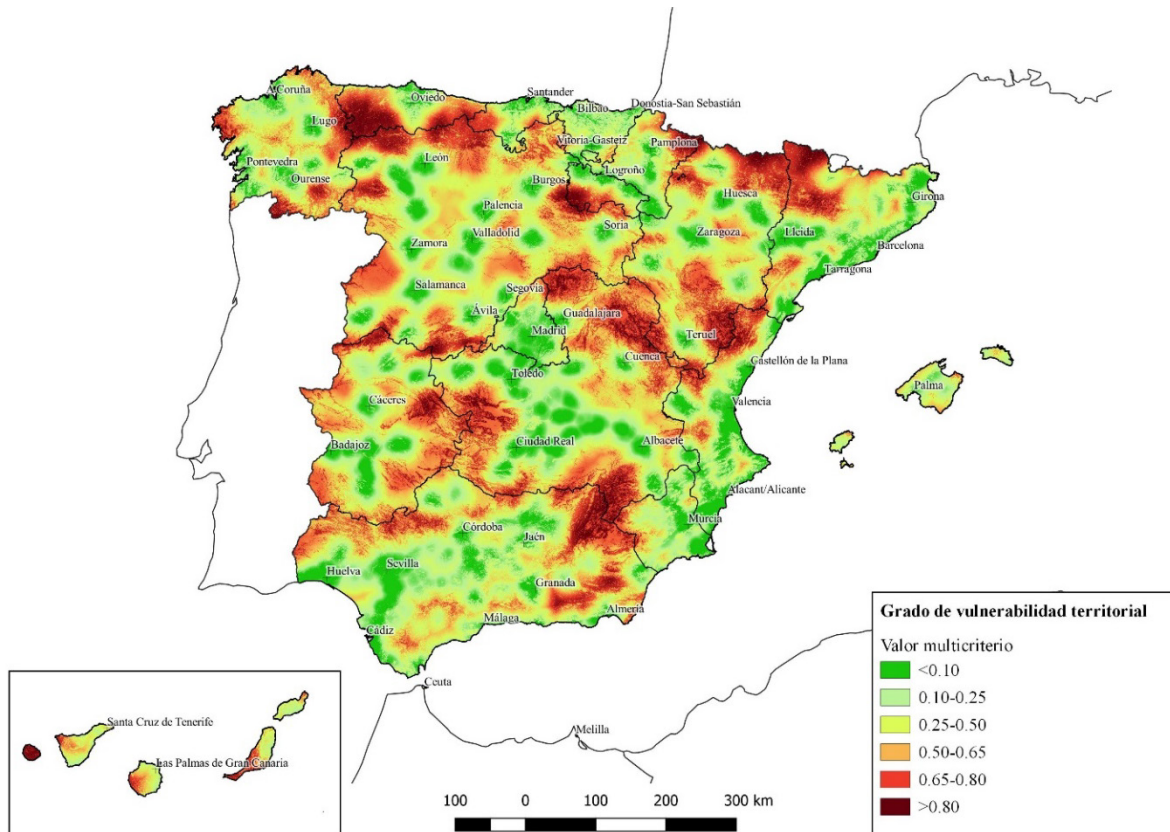 A Coruña
Oviedo
Santander
Bilbao
Donostia-San Sebastián
Lugo
Vitoria-Gasteiz
Pamplona
León
Pontevedra
Logroño
Ourense
Burgos
Huesca
Girona
Palencia
Soria
Zaragoza
Lleida
Valladolid
Zamora
Barcelona
Tarragona
Salamanca
Segovia
Ávila
Guadalajara
Madrid
Teruel
Cuenca
Castellón de la Plana
Toledo
Palma
Cáceres
Valencia
Badajoz
Ciudad Real
Albacete
Alacant/Alicante
Murcia
Córdoba
Jaén
Huelva
Sevilla
Granada
Almería
Málaga
Cádiz
Ceuta
Melilla
Santa Cruz de Tenerife
Las Palmas de Gran Canaria
Grado de vulnerabilidad territorial
Valor multicriterio
<0.10
0.10-0.25
0.25-0.50
0.50-0.65
0.65-0.80
>0.80
100 0 100 200 300 km